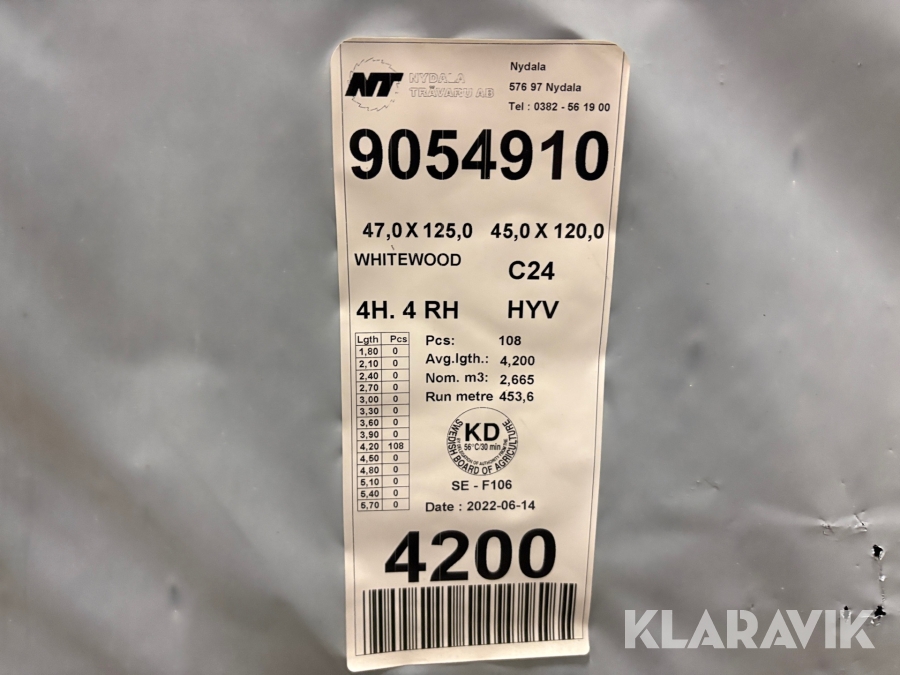 NT NYDALA
TRÄVARU AB
Nydala
576 97 Nydala
Tel : 0382 - 56 19 00
9054910
47,0 X 125,0 45,0 X 120,0
WHITEWOOD
C24
4H. 4 RH HYV
Lgth Pcs
1,80 0
2,10 0
2,40 0
2,70 0
3,00 0
3,30 0
3,60 0
3,90 0
4,20 108
4,50 0
4,80 0
5,10 0
5,40 0
5,70 0
Pcs: 108
Avg.lgth.: 4,200
Nom. m3: 2,665
Run metre 453,6
KD
56°C/30 min.
SWEDISH BOARD OF AGRICULTURE
SE - F106
Date : 2022-06-14
4200
KLARAVIK